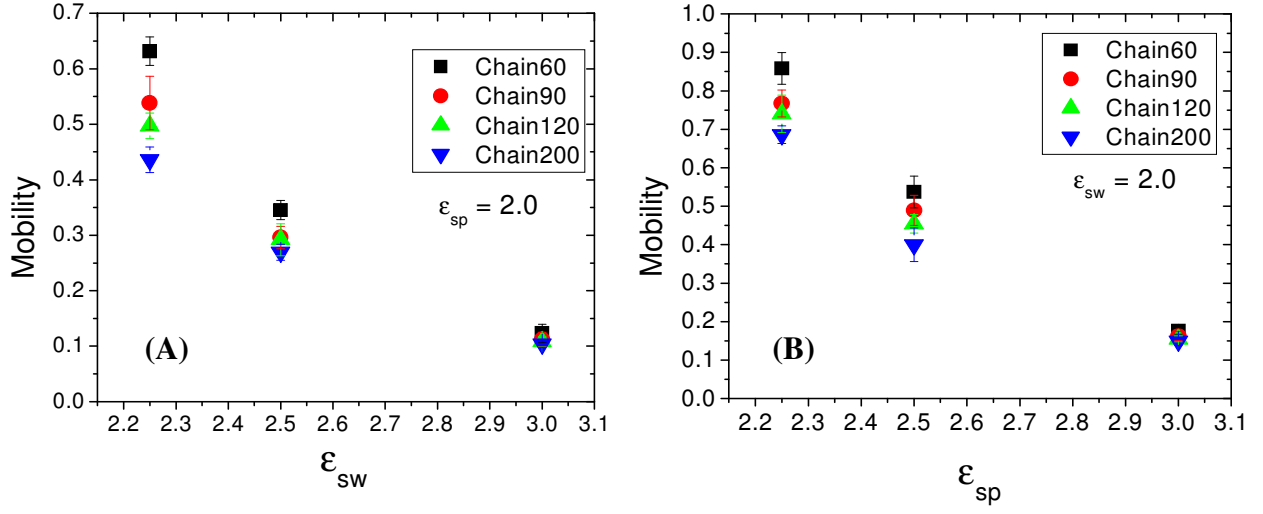 Mobility
0.7
0.6
0.5
0.4
0.3
0.2
0.1
0.0
Chain60
Chain90
Chain120
Chain200
εsp = 2.0
(A)
2.2 2.3 2.4 2.5 2.6 2.7 2.8 2.9 3.0 3.1
εsw
Mobility
1.0
0.9
0.8
0.7
0.6
0.5
0.4
0.3
0.2
0.1
0.0
Chain60
Chain90
Chain120
Chain200
εsw = 2.0
(B)
2.2 2.3 2.4 2.5 2.6 2.7 2.8 2.9 3.0 3.1
εsp